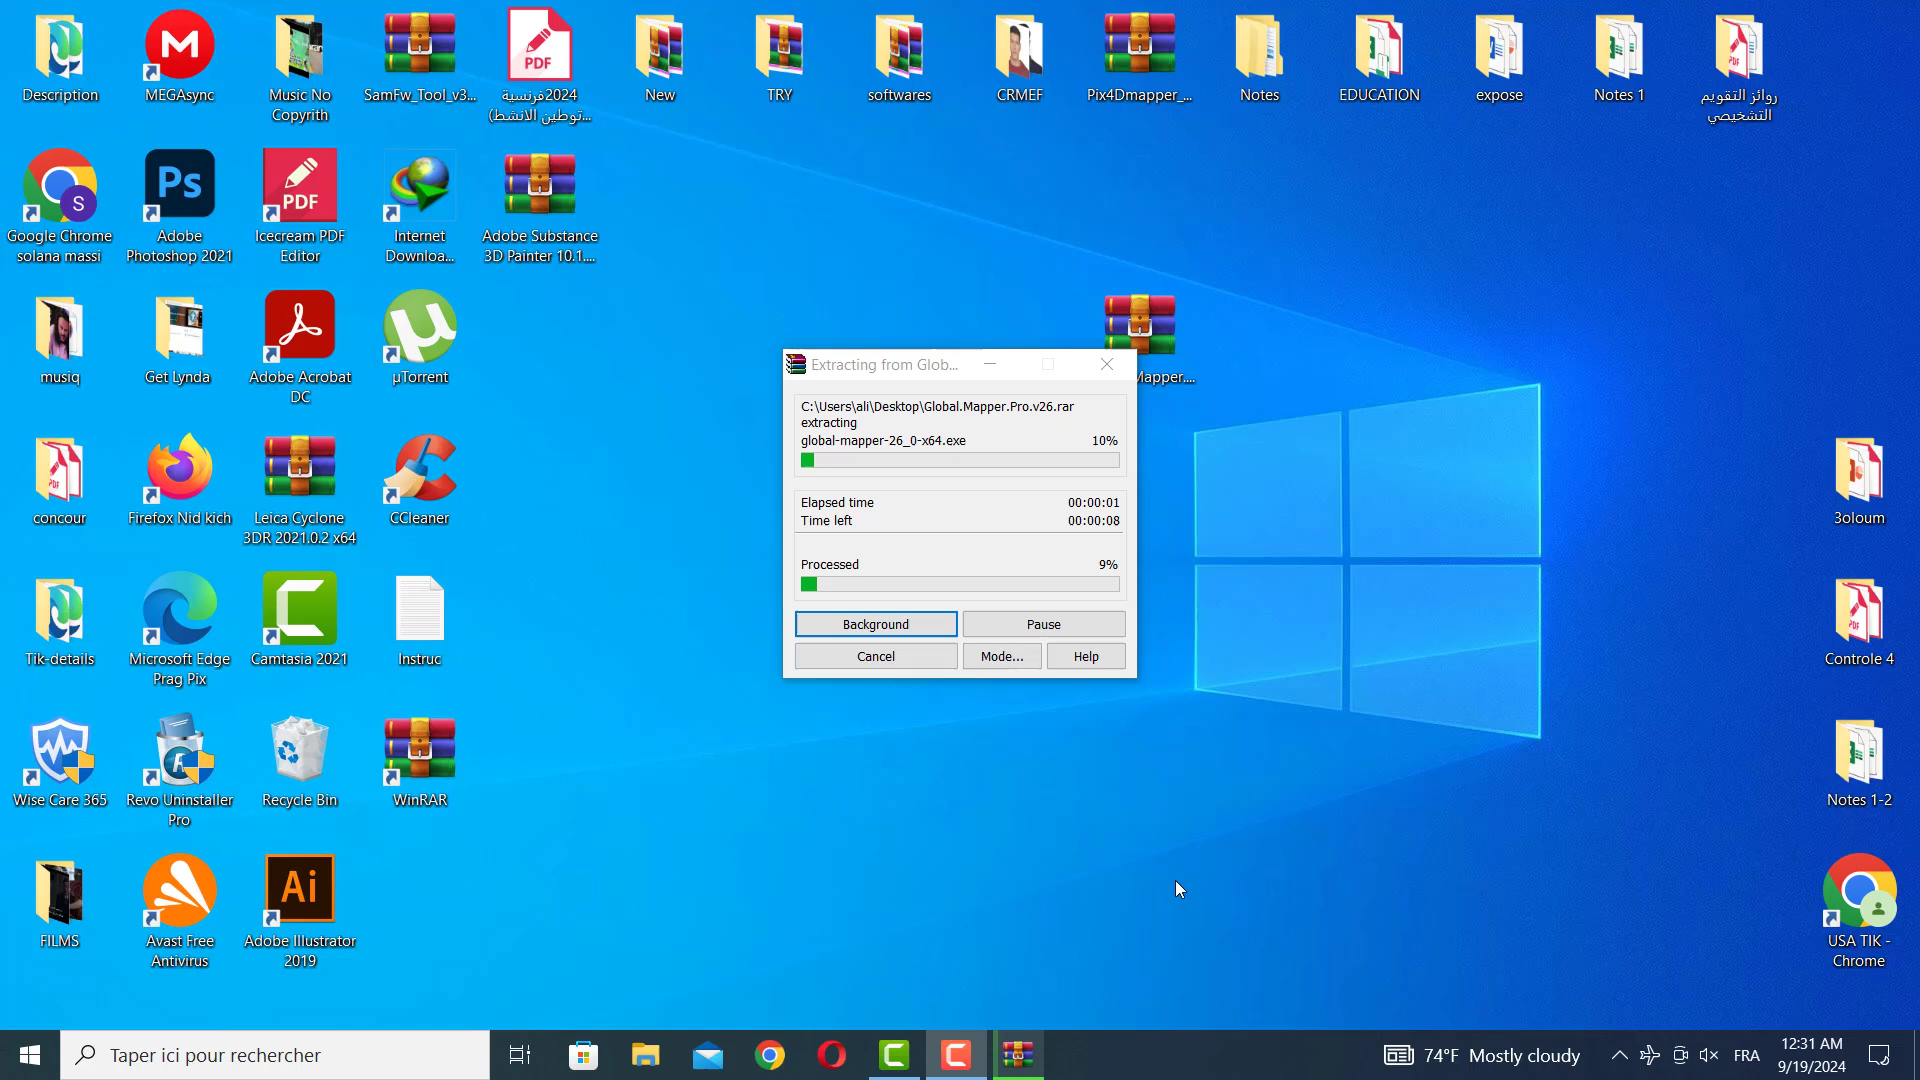 Description
MEGAsync
Music No
Copyrith
SamFw_Tool_v3...
2024فرنسية
(توطين الانشط...
New
TRY
softwares
CRMEF
Pix4Dmapper_...
Notes
EDUCATION
expose
Notes 1
روائز التقويم
التشخيصي
Google Chrome
solana massi
Adobe
Photoshop 2021
Icecream PDF
Editor
Internet
Downloa...
Adobe Substance
3D Painter 10.1....
musiq
Get Lynda
Adobe Acrobat
DC
µTorrent
Mapper....
Extracting from Glob...
C:\Users\ali\Desktop\Global.Mapper.Pro.v26.rar
extracting
global-mapper-26_0-x64.exe 10%
Elapsed time 00:00:01
Time left 00:00:08
Processed 9%
Background Pause
Cancel Mode... Help
concour
Firefox Nid kich
Leica Cyclone
3DR 2021.0.2 x64
CCleaner
3oloum
Tik-details
Microsoft Edge
Prag Pix
Camtasia 2021
Instruc
Controle 4
Wise Care 365
Revo Uninstaller
Pro
Recycle Bin
WinRAR
Notes 1-2
FILMS
Avast Free
Antivirus
Adobe Illustrator
2019
USA TIK -
Chrome
Taper ici pour rechercher
74°F Mostly cloudy
FRA
12:31 AM
9/19/2024
PDF
S
Ps
PDF
Ai